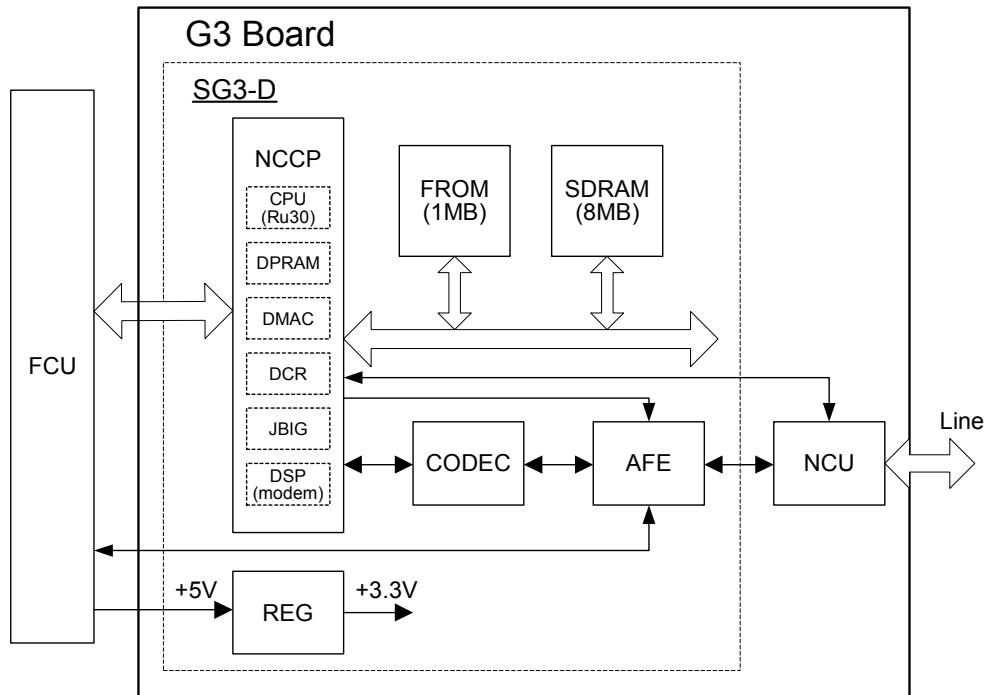 G3 Board
SG3-D
FCU
NCCP
CPU
(Ru30)
DPRAM
DMAC
DCR
JBIG
DSP
(modem)
FROM
(1MB)
SDRAM
(8MB)
CODEC
AFE
NCU
Line
+5V
REG
+3.3V